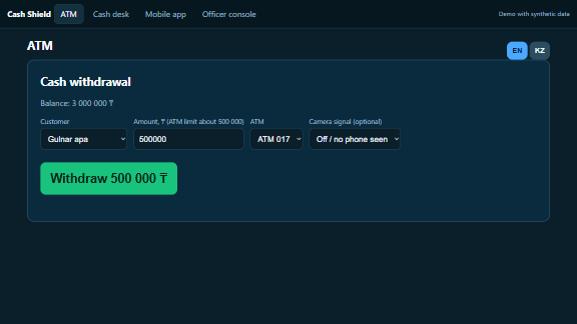 Cash Shield ATM Cash desk Mobile app Officer console Demo with synthetic data
ATM EN KZ
Cash withdrawal
Balance: 3 000 000 ₸
Customer Amount, ₸ (ATM limit about 500 000) ATM Camera signal (optional)
Gulnar apa 500000 ATM 017 Off / no phone seen
Withdraw 500 000 ₸